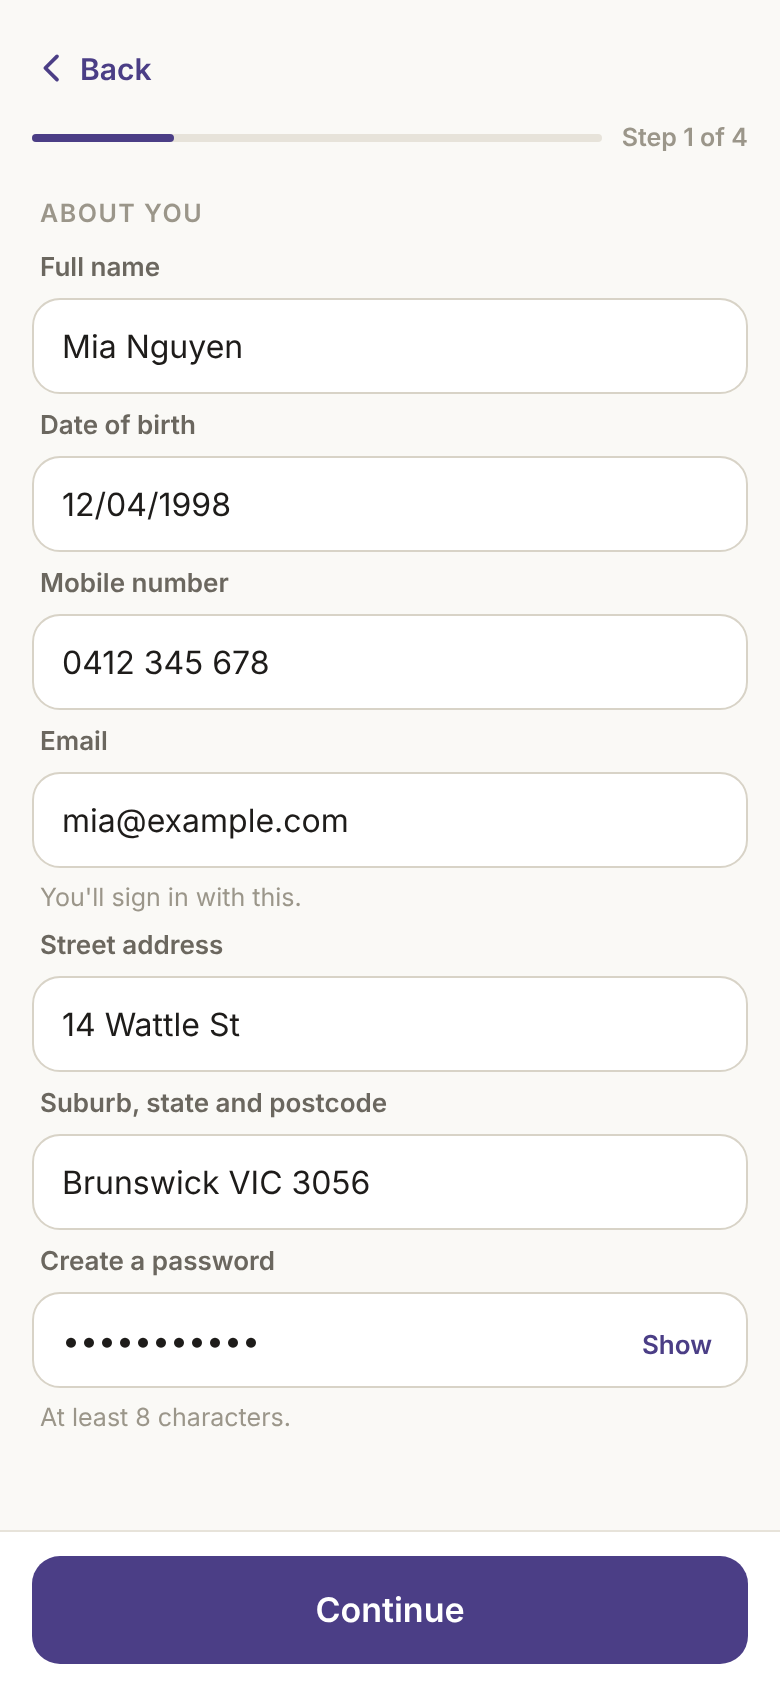 Back
Step 1 of 4
ABOUT YOU
Full name
Mia Nguyen
Date of birth
12/04/1998
Mobile number
0412 345 678
Email
mia@example.com
You'll sign in with this.
Street address
14 Wattle St
Suburb, state and postcode
Brunswick VIC 3056
Create a password
•••••••••••
Show
At least 8 characters.
Continue